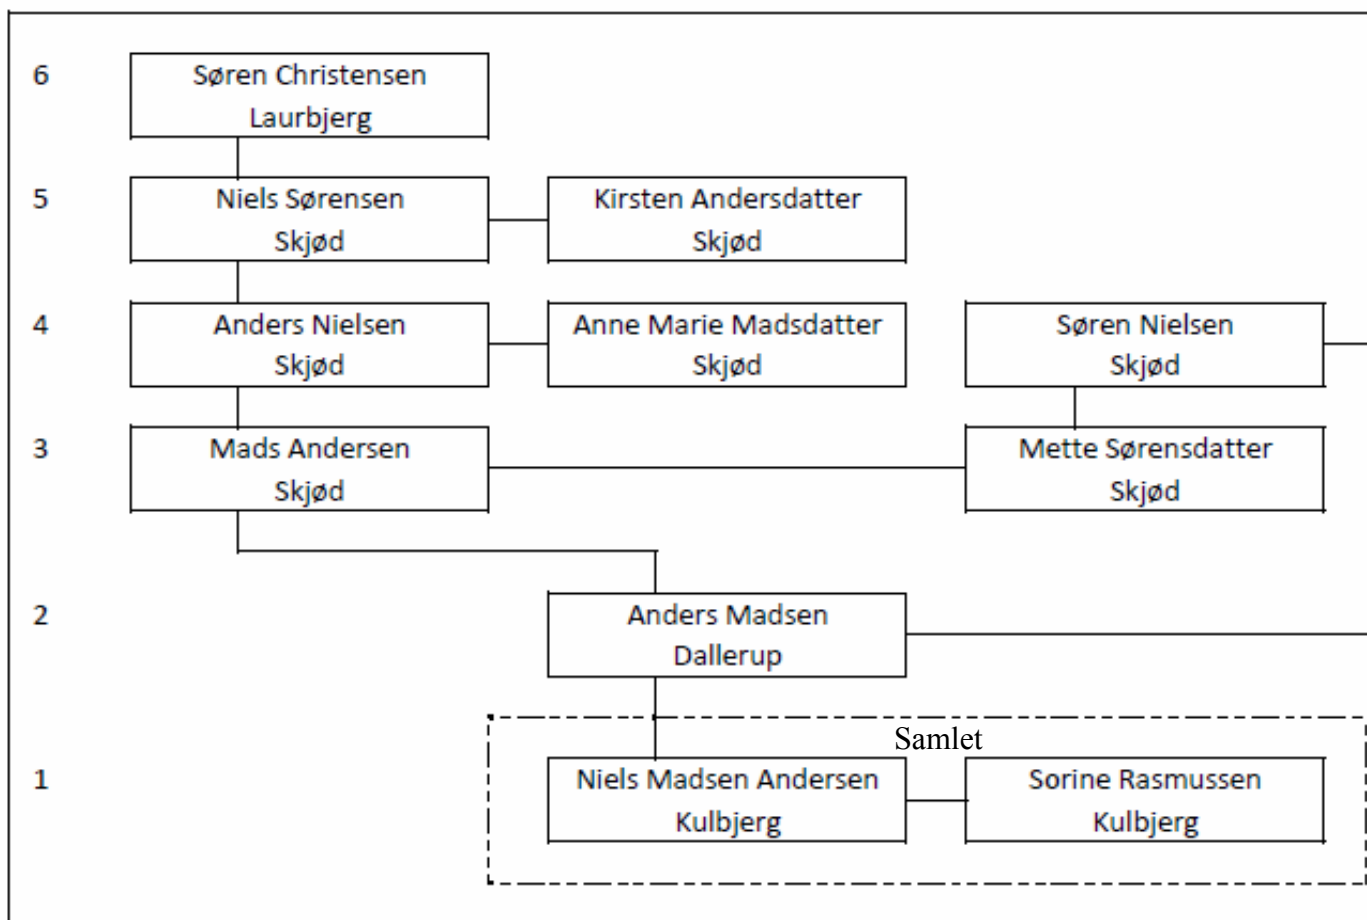 6
Søren Christensen
Laurbjerg
5
Niels Sørensen
Skjød
Kirsten Andersdatter
Skjød
4
Anders Nielsen
Skjød
Anne Marie Madsdatter
Skjød
Søren Nielsen
Skjød
3
Mads Andersen
Skjød
Mette Sørensdatter
Skjød
2
Anders Madsen
Dallerup
Samlet
1
Niels Madsen Andersen
Kulbjerg
Sorine Rasmussen
Kulbjerg